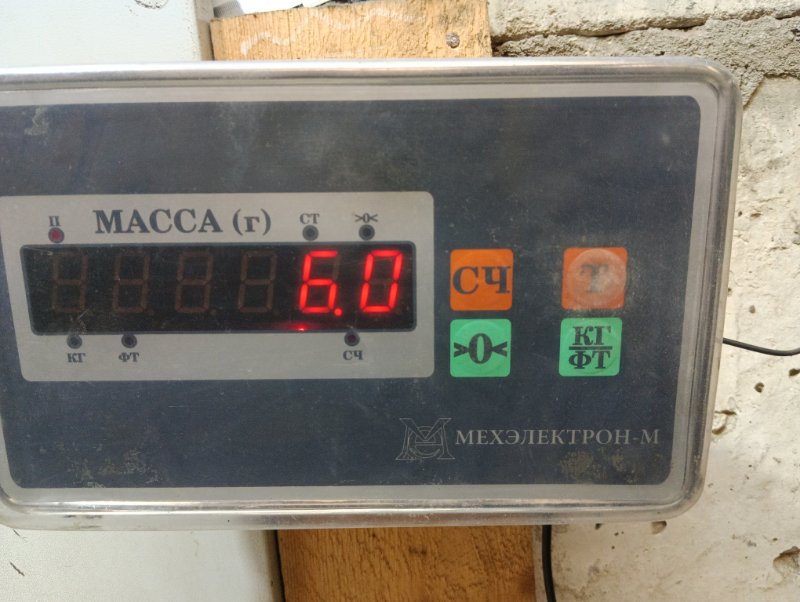 П МАССА (г) СТ >0<
6.0
КГ ФТ СЧ
СЧ Т
>0< КГ/ФТ
МЕХЭЛЕКТРОН-М